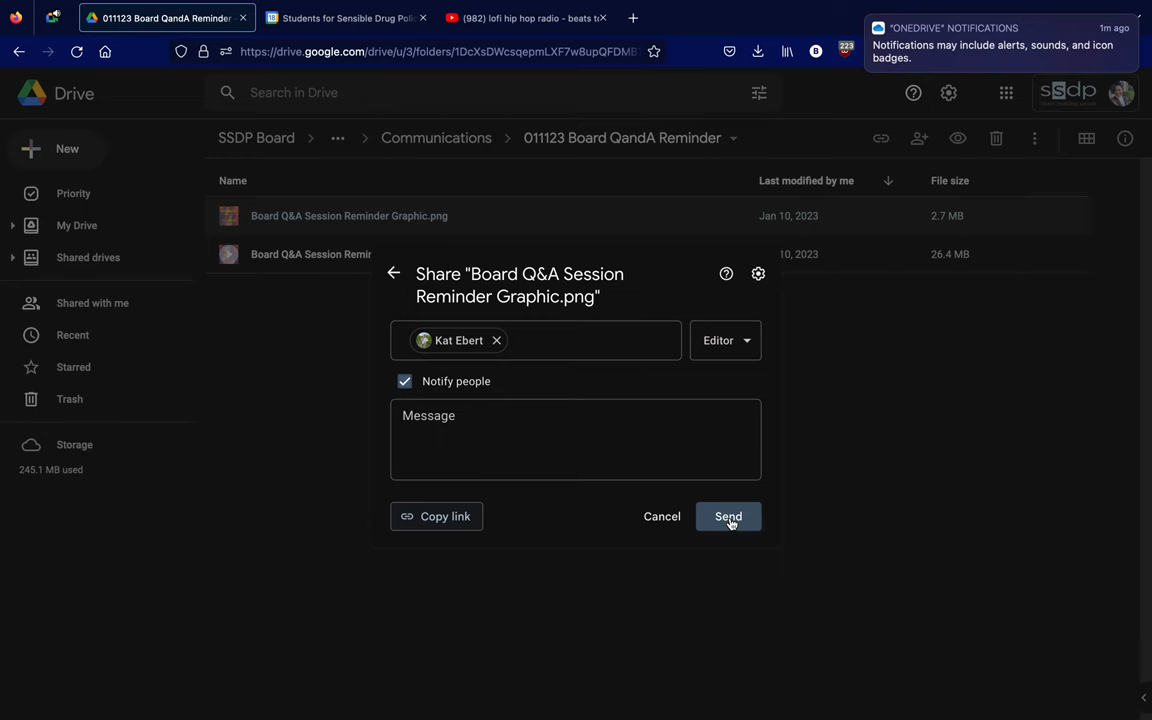 011123 Board QandA Reminder
Students for Sensible Drug Poli
(982) lofi hip hop radio - beats to
"ONEDRIVE" NOTIFICATIONS
1m ago
Notifications may include alerts, sounds, and icon
badges.
https://drive.google.com/drive/u/3/folders/1DcXsDWcsqepmLXF7w8upQFDMB
B
223
Drive
Search in Drive
ssdp
New
SSDP Board
Communications
011123 Board QandA Reminder
Priority
My Drive
Shared drives
Shared with me
Recent
Starred
Trash
Storage
245.1 MB used
Name
Last modified by me
File size
Board Q&A Session Reminder Graphic.png
Jan 10, 2023
2.7 MB
Board Q&A Session Remin
10, 2023
26.4 MB
Share "Board Q&A Session
Reminder Graphic.png"
Kat Ebert
Editor
Notify people
Message
Copy link
Cancel
Send